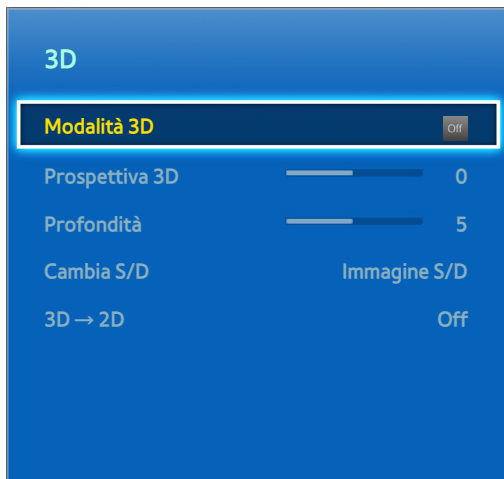 3D
Modalità 3D Off
Prospettiva 3D 0
Profondità 5
Cambia S/D Immagine S/D
3D → 2D Off